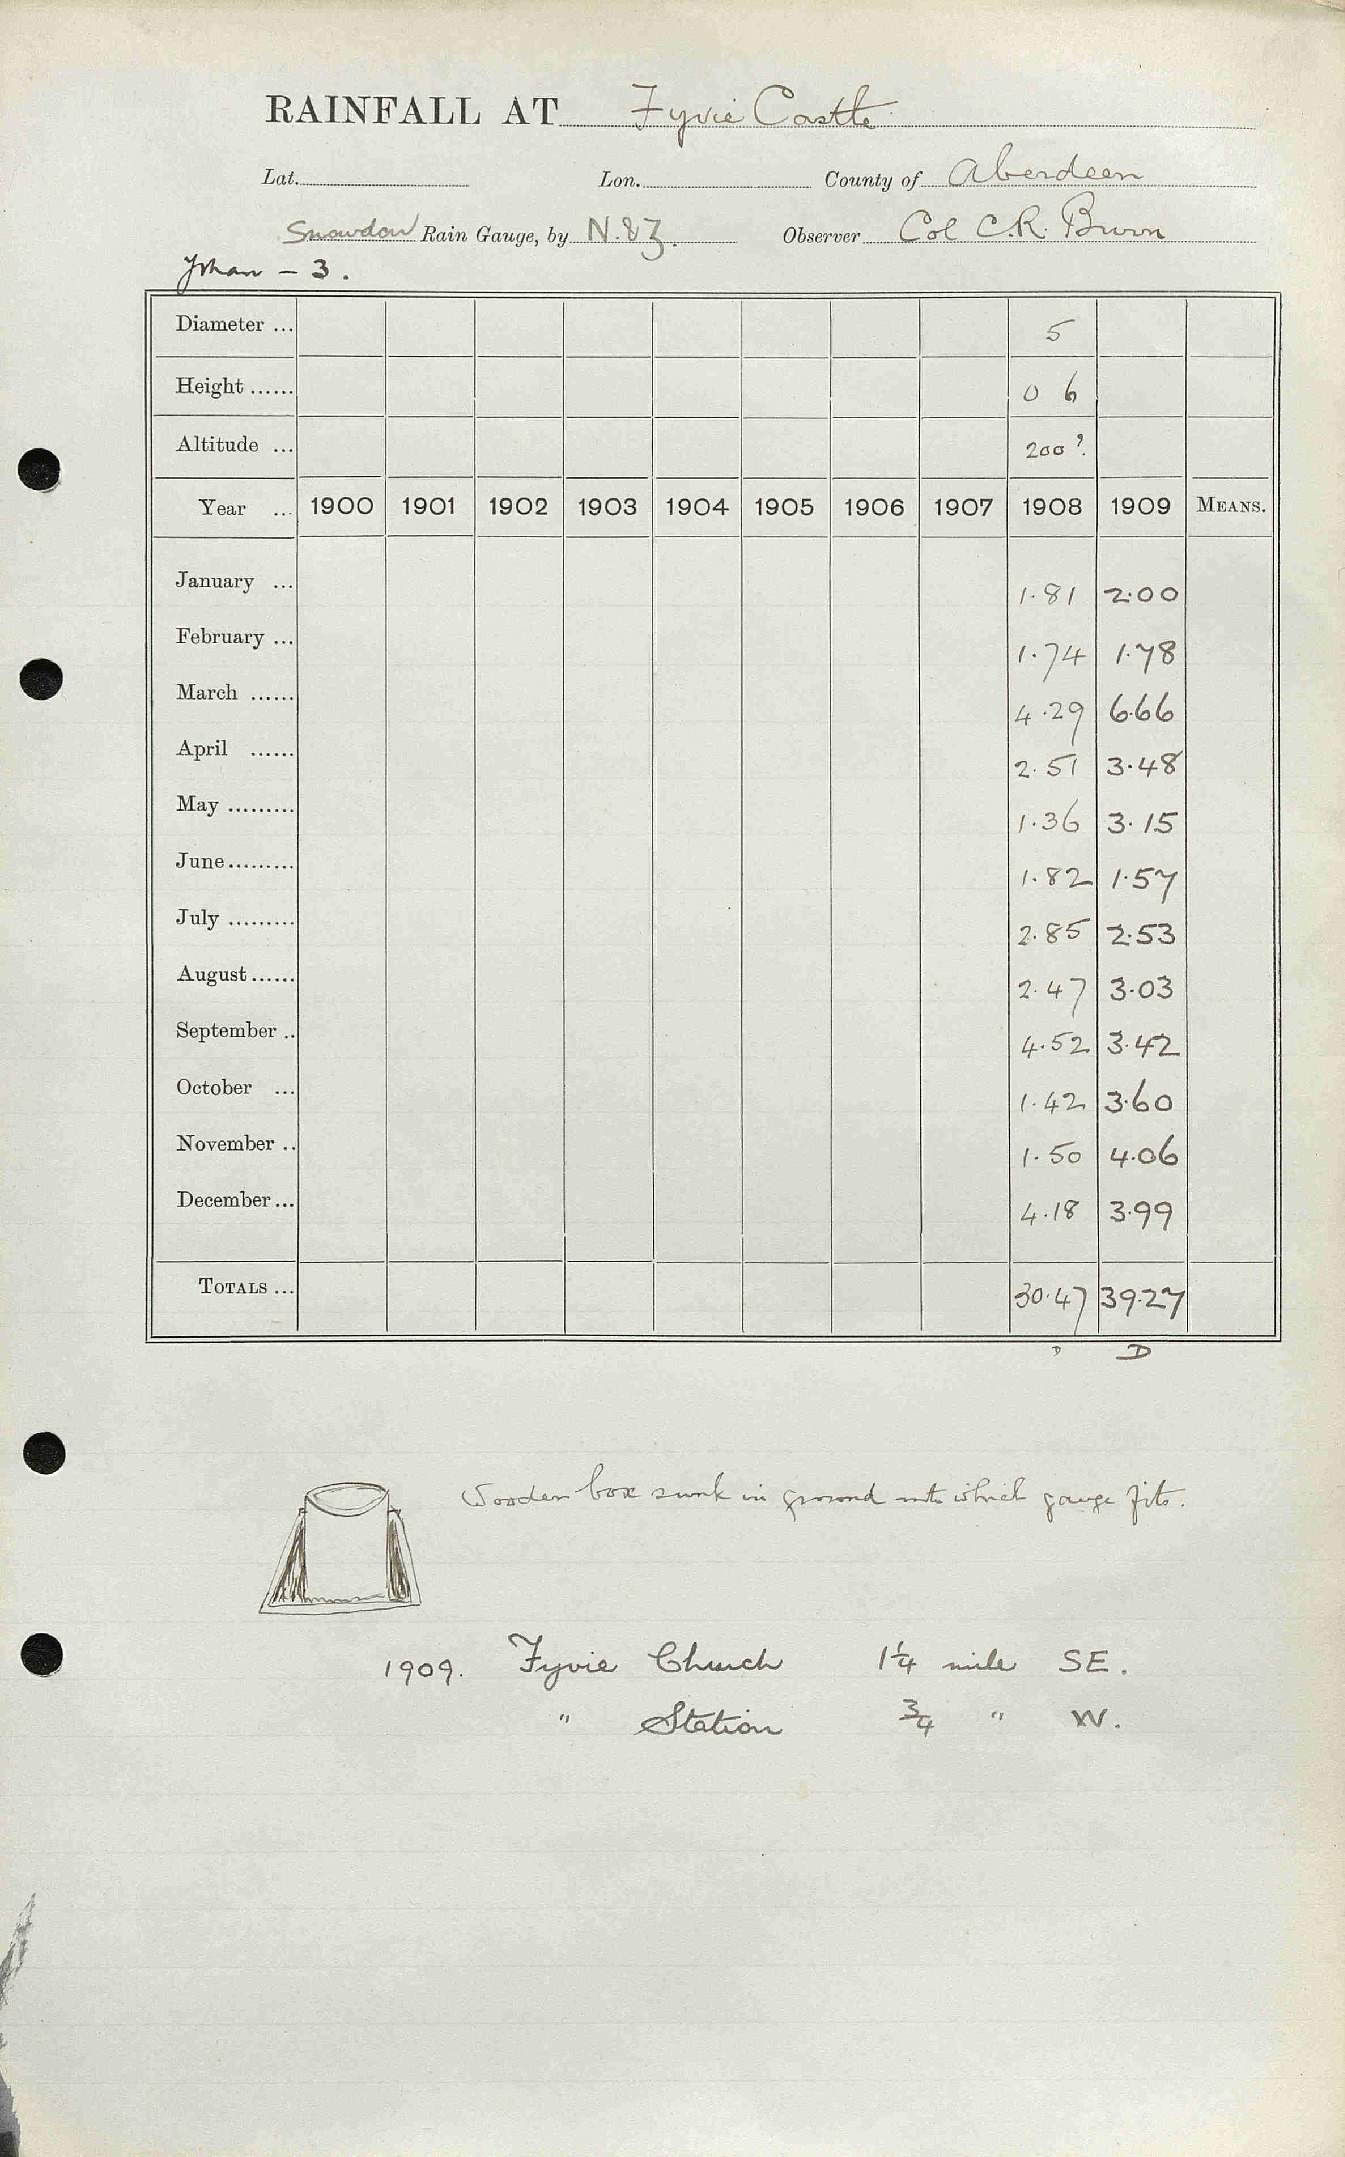 RAINFALL AT Fyvie Castle
Lat. Lon. County of Aberdeen
Snowdon Rain Gauge, by N. & Z. Observer Col C.R. Burn
Ythan - 3.
Diameter ... 5
Height ...... 0 6
Altitude ... 200 ?.
Year ... 1900 1901 1902 1903 1904 1905 1906 1907 1908 1909 MEANS.
January ... 1.81 2.00
February ... 1.74 1.78
March ...... 4.29 6.66
April ...... 2.51 3.48
May ......... 1.36 3.15
June ......... 1.82 1.57
July ......... 2.85 2.53
August ...... 2.47 3.03
September .. 4.52 3.42
October ... 1.42 3.60
November .. 1.50 4.06
December ... 4.18 3.99
TOTALS ... 30.47 39.27
D D
Wooden box sunk in ground into which gauge fits.
1909. Fyvie Church 1¼ mile SE.
" Station ¾ " W.